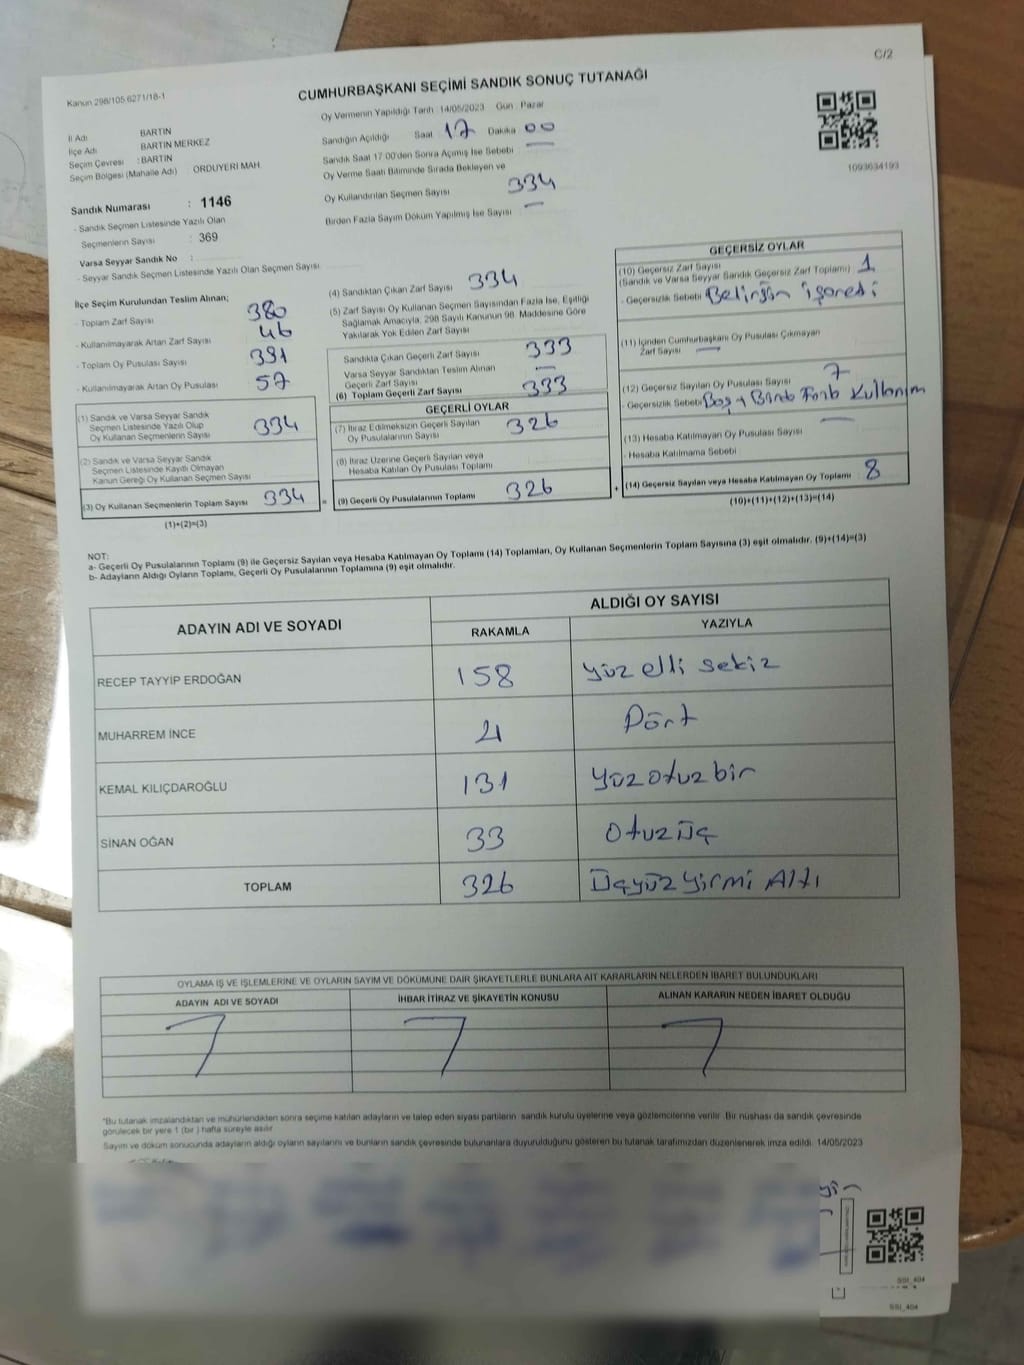 C/2
Kanun 298/105 6271/18-1
CUMHURBAŞKANI SEÇİMİ SANDIK SONUÇ TUTANAĞI
Oy Vermenin Yapıldığı Tarih : 14/05/2023 Gün : Pazar
İl Adı BARTIN
İlçe Adı BARTIN MERKEZ
Seçim Çevresi : BARTIN
Seçim Bölgesi (Mahalle Adı) : ORDUYERİ MAH.
Sandığın Açıldığı Saat 17 Dakika 00
Sandık Saat 17.00'den Sonra Açımış İse Sebebi
Oy Verme Saati Bitiminde Sırada Bekleyen ve
Oy Kullandırılan Seçmen Sayısı 334
Birden Fazla Sayım Döküm Yapılmış İse Sayısı —
1093634193
Sandık Numarası : 1146
- Sandık Seçmen Listesinde Yazılı Olan
Seçmenlerin Sayısı : 369
Varsa Seyyar Sandık No :
- Seyyar Sandık Seçmen Listesinde Yazılı Olan Seçmen Sayısı
İlçe Seçim Kurulundan Teslim Alınan;
- Toplam Zarf Sayısı 380
- Kullanılmayarak Artan Zarf Sayısı 46
- Toplam Oy Pusulası Sayısı 391
- Kullanılmayarak Artan Oy Pusulası 57
(1) Sandık ve Varsa Seyyar Sandık
Seçmen Listesinde Yazılı Olup
Oy Kullanan Seçmenlerin Sayısı 334
(2) Sandık ve Varsa Seyyar Sandık
Seçmen Listesinde Kayıtlı Olmayan
Kanun Gereği Oy Kullanan Seçmen Sayısı
(3) Oy Kullanan Seçmenlerin Toplam Sayısı 334
(1)+(2)=(3)
(4) Sandıktan Çıkan Zarf Sayısı 334
(5) Zarf Sayısı Oy Kullanan Seçmen Sayısından Fazla İse, Eşitliği
Sağlamak Amacıyla, 298 Sayılı Kanunun 98. Maddesine Göre
Yakılarak Yok Edilen Zarf Sayısı
Sandıkta Çıkan Geçerli Zarf Sayısı 333
Varsa Seyyar Sandıktan Teslim Alınan
Geçerli Zarf Sayısı —
(6) Toplam Geçerli Zarf Sayısı 333
GEÇERLİ OYLAR
(7) İtiraz Edilmeksizin Geçerli Sayılan
Oy Pusulalarının Sayısı 326
(8) İtiraz Üzerine Geçerli Sayılan veya
Hesaba Katılan Oy Pusulası Toplamı
= (9) Geçerli Oy Pusulalarının Toplamı 326
GEÇERSİZ OYLAR
(10) Geçersiz Zarf Sayısı
(Sandık ve Varsa Seyyar Sandık Geçersiz Zarf Toplamı) 1
- Geçersizlik Sebebi işareti
(11) İçinden Cumhurbaşkanı Oy Pusulası Çıkmayan
Zarf Sayısı —
(12) Geçersiz Sayılan Oy Pusulası Sayısı 7
- Geçersizlik Sebebi Boş + Kullanım
(13) Hesaba Katılmayan Oy Pusulası Sayısı —
- Hesaba Katılmama Sebebi
+ (14) Geçersiz Sayılan veya Hesaba Katılmayan Oy Toplamı 8
(10)+(11)+(12)+(13)=(14)
NOT:
a- Geçerli Oy Pusulalarının Toplamı (9) ile Geçersiz Sayılan veya Hesaba Katılmayan Oy Toplamı (14) Toplamları, Oy Kullanan Seçmenlerin Toplam Sayısına (3) eşit olmalıdır. (9)+(14)=(3)
b- Adayların Aldığı Oyların Toplamı, Geçerli Oy Pusulalarının Toplamına (9) eşit olmalıdır.
ADAYIN ADI VE SOYADI ALDIĞI OY SAYISI
RAKAMLA YAZIYLA
RECEP TAYYİP ERDOĞAN 158 Yüz elli sekiz
MUHARREM İNCE 4 Dört
KEMAL KILIÇDAROĞLU 131 Yüzotuzbir
SİNAN OĞAN 33 Otuzüç
TOPLAM 326 Üçyüzyirmi Altı
OYLAMA İŞ VE İŞLEMLERİNE VE OYLARIN SAYIM VE DÖKÜMÜNE DAİR ŞİKAYETLERLE BUNLARA AİT KARARLARIN NELERDEN İBARET BULUNDUKLARI
ADAYIN ADI VE SOYADI İHBAR İTİRAZ VE ŞİKAYETİN KONUSU ALINAN KARARIN NEDEN İBARET OLDUĞU
*Bu tutanak imzalandıktan ve mühürlendikten sonra seçime katılan adayların ve talep eden siyasi partilerin sandık kurulu üyelerine veya gözlemcilerine verilir. Bir nüshası da sandık çevresinde
görülecek bir yere 1 (bir) hafta süreyle asılır.
Sayım ve döküm sonucunda adayların aldığı oyların sayılarını ve bunların sandık çevresinde bulunanlara duyurulduğunu gösteren bu tutanak tarafımızdan düzenlenerek imza edildi. 14/05/2023
SSI_404
SSI_404